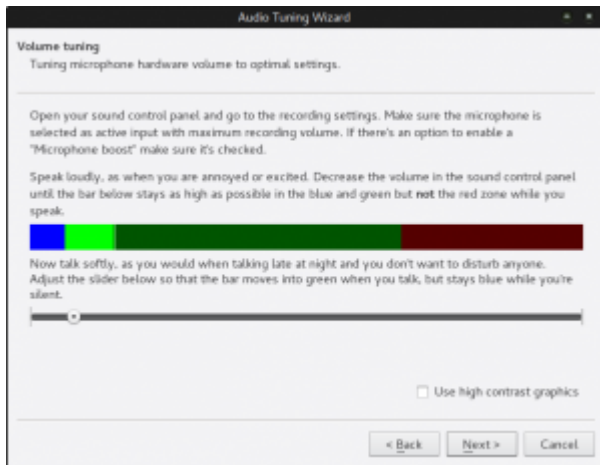 Audio Tuning Wizard
Volume tuning
Tuning microphone hardware volume to optimal settings.
Open your sound control panel and go to the recording settings. Make sure the microphone is
selected as active input with maximum recording volume. If there's an option to enable a
"Microphone boost" make sure it's checked.
Speak loudly, as when you are annoyed or excited. Decrease the volume in the sound control panel
until the bar below stays as high as possible in the blue and green but not the red zone while you
speak.
Now talk softly, as you would when talking late at night and you don't want to disturb anyone.
Adjust the slider below so that the bar moves into green when you talk, but stays blue while you're
silent.
Use high contrast graphics
< Back Next > Cancel